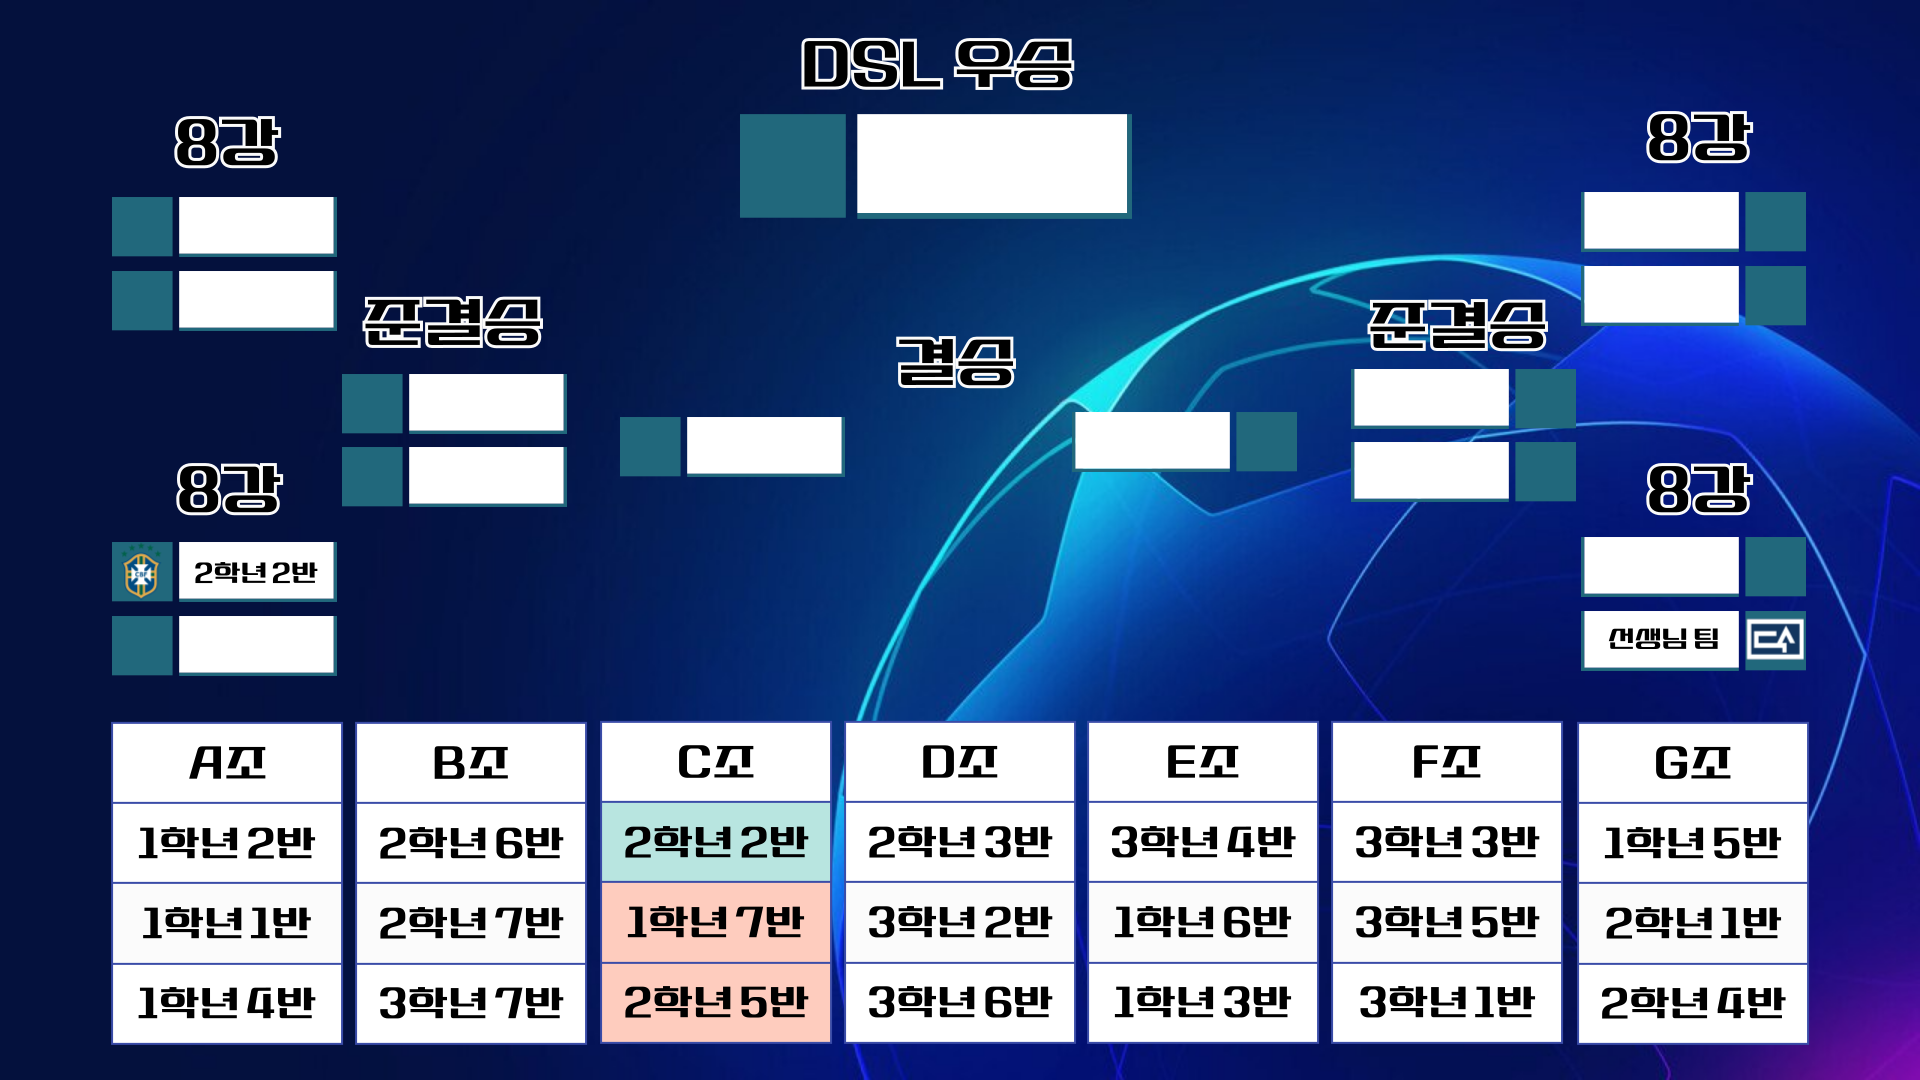 DSL 우승
8강
8강
준결승
준결승
결승
8강
8강
2학년 2반
선생님 팀
A조
B조
C조
D조
E조
F조
G조
1학년 2반
2학년 6반
2학년 2반
2학년 3반
3학년 4반
3학년 3반
1학년 5반
1학년 1반
2학년 7반
1학년 7반
3학년 2반
1학년 6반
3학년 5반
2학년 1반
1학년 4반
3학년 7반
2학년 5반
3학년 6반
1학년 3반
3학년 1반
2학년 4반